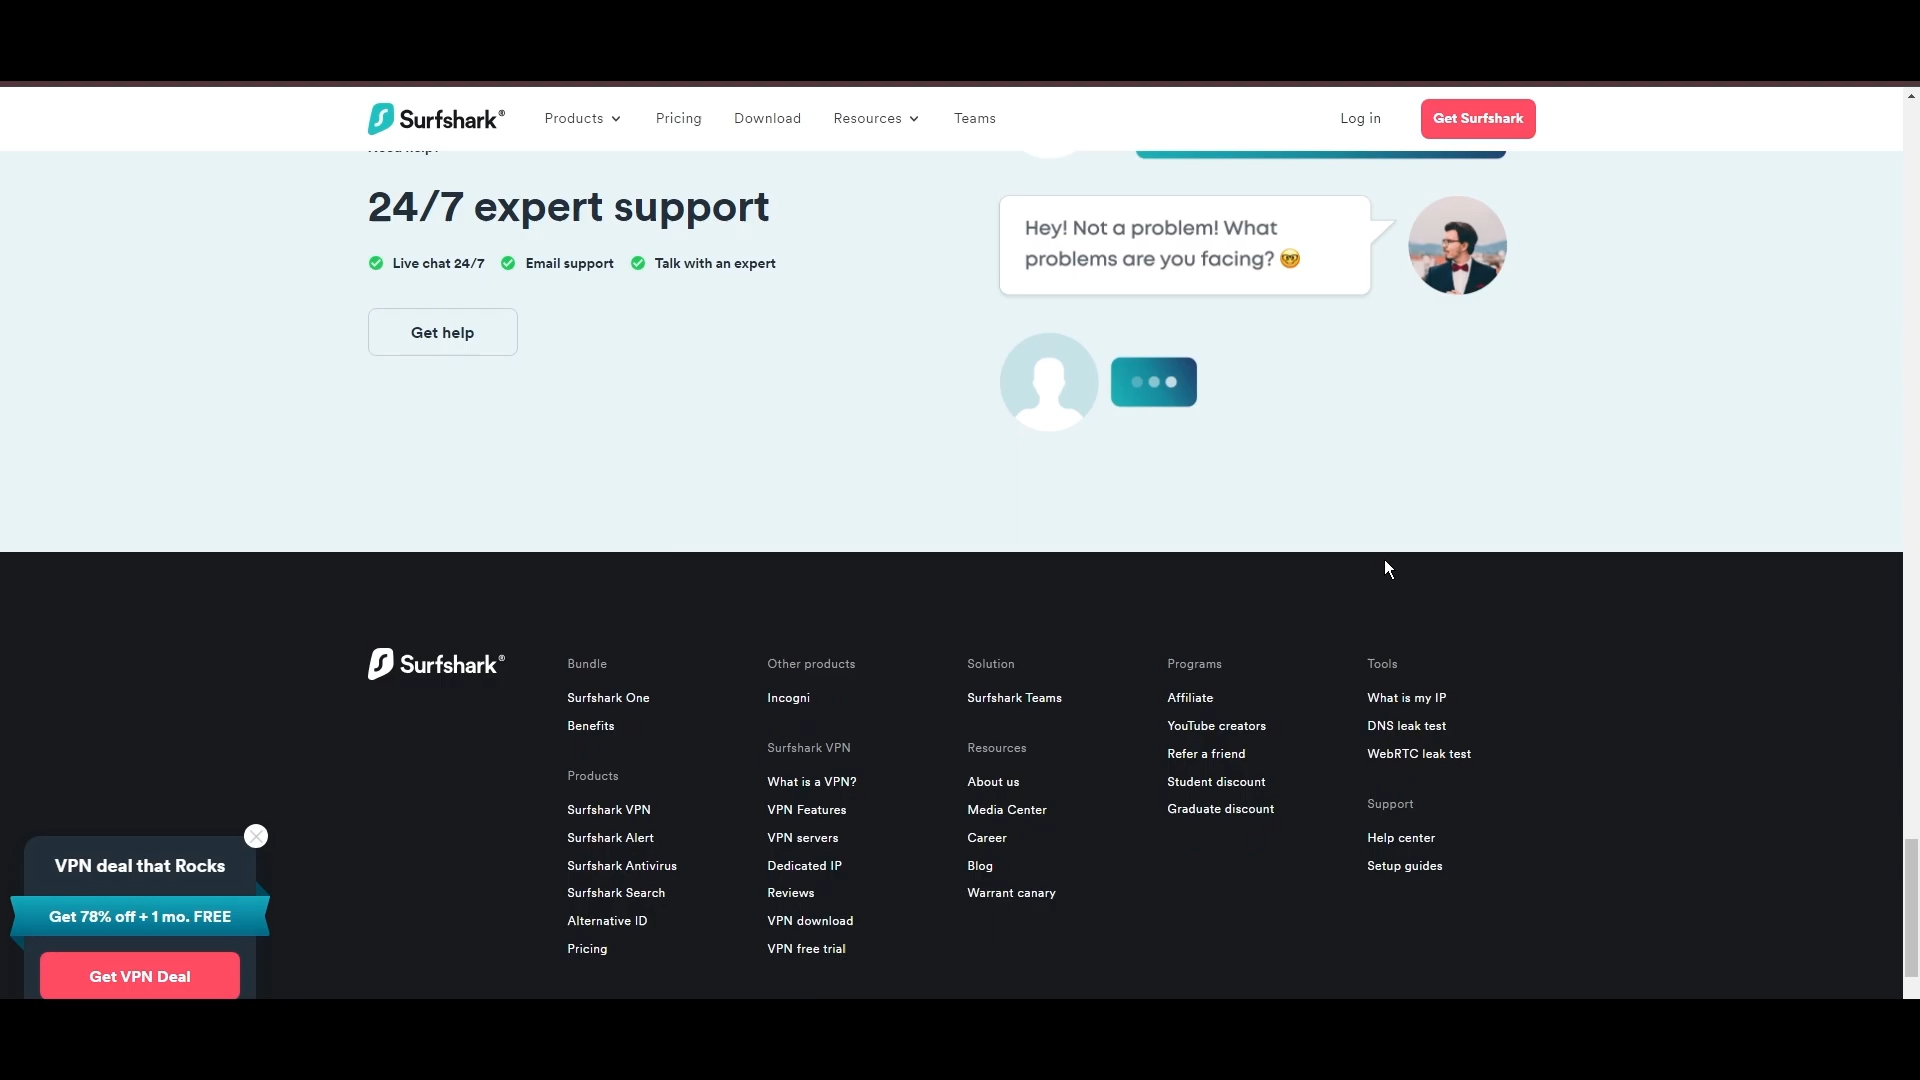 Surfshark®
Products
Pricing
Download
Resources
Teams
Log in
Get Surfshark
Need help?
24/7 expert support
Live chat 24/7
Email support
Talk with an expert
Get help
Hey! Not a problem! What
problems are you facing? 🤓
Surfshark®
Bundle
Surfshark One
Benefits
Products
Surfshark VPN
Surfshark Alert
Surfshark Antivirus
Surfshark Search
Alternative ID
Pricing
Other products
Incogni
Surfshark VPN
What is a VPN?
VPN Features
VPN servers
Dedicated IP
Reviews
VPN download
VPN free trial
Solution
Surfshark Teams
Resources
About us
Media Center
Career
Blog
Warrant canary
Programs
Affiliate
YouTube creators
Refer a friend
Student discount
Graduate discount
Tools
What is my IP
DNS leak test
WebRTC leak test
Support
Help center
Setup guides
VPN deal that Rocks
Get 78% off + 1 mo. FREE
Get VPN Deal